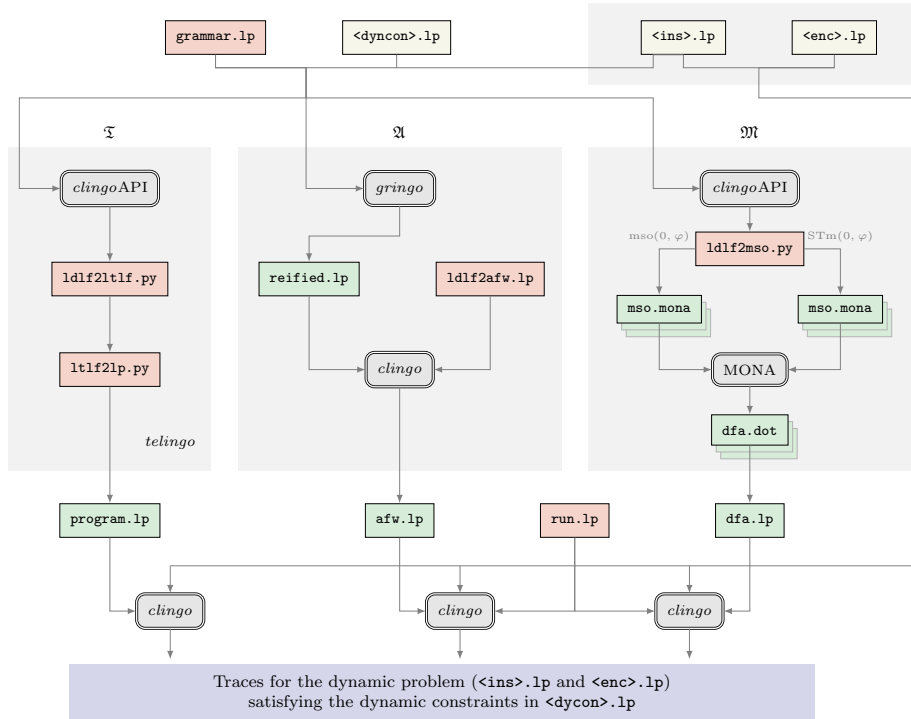 grammar.lp <dyncon>.lp <ins>.lp <enc>.lp
𝔗 𝔄 𝔐
clingoAPI gringo clingoAPI
mso(0, φ) STm(0, φ)
ldlf2mso.py
ldlf2ltlf.py reified.lp ldlf2afw.lp
mso.mona mso.mona
ltlf2lp.py clingo MONA
dfa.dot
telingo
program.lp afw.lp run.lp dfa.lp
clingo clingo clingo
Traces for the dynamic problem (<ins>.lp and <enc>.lp)
satisfying the dynamic constraints in <dycon>.lp